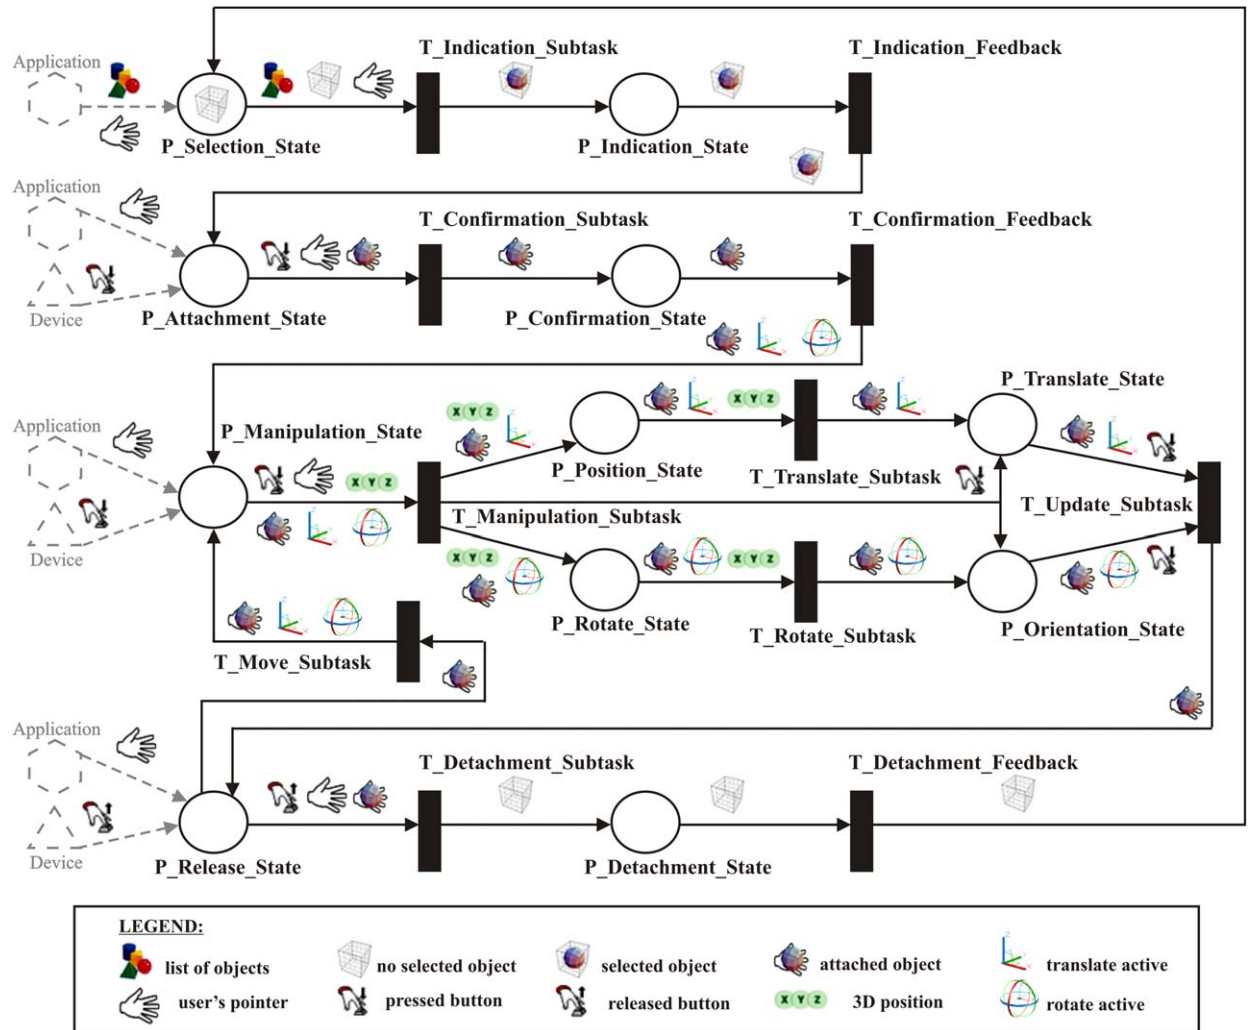 T_Indication_Subtask
T_Indication_Feedback
Application
P_Selection_State
P_Indication_State
Application
T_Confirmation_Subtask
T_Confirmation_Feedback
Device
P_Attachment_State
P_Confirmation_State
P_Translate_State
Application
P_Manipulation_State
X Y Z
X Y Z
P_Position_State
T_Translate_Subtask
X Y Z
T_Manipulation_Subtask
T_Update_Subtask
Device
X Y Z
X Y Z
P_Rotate_State
T_Rotate_Subtask
P_Orientation_State
T_Move_Subtask
Application
T_Detachment_Subtask
T_Detachment_Feedback
Device
P_Release_State
P_Detachment_State
LEGEND:
list of objects
no selected object
selected object
attached object
translate active
user's pointer
pressed button
released button
X Y Z
3D position
rotate active